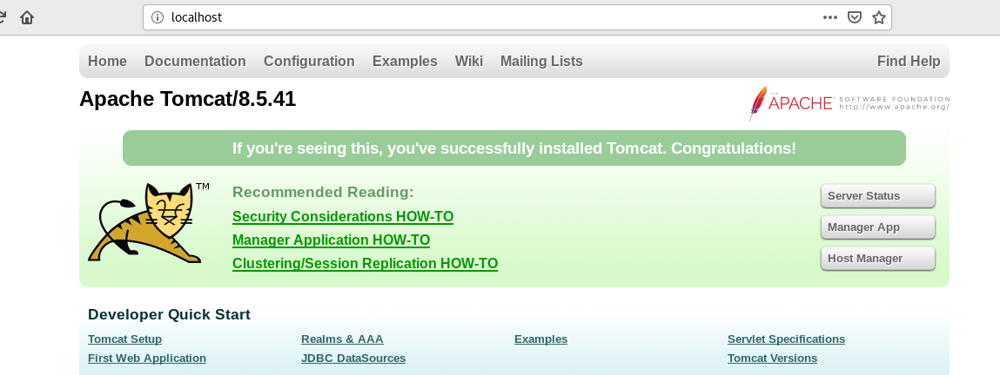 localhost
Home Documentation Configuration Examples Wiki Mailing Lists Find Help
Apache Tomcat/8.5.41
THE APACHE SOFTWARE FOUNDATION
http://www.apache.org/
If you're seeing this, you've successfully installed Tomcat. Congratulations!
TM
Recommended Reading:
Security Considerations HOW-TO
Manager Application HOW-TO
Clustering/Session Replication HOW-TO
Server Status
Manager App
Host Manager
Developer Quick Start
Tomcat Setup Realms & AAA Examples Servlet Specifications
First Web Application JDBC DataSources Tomcat Versions